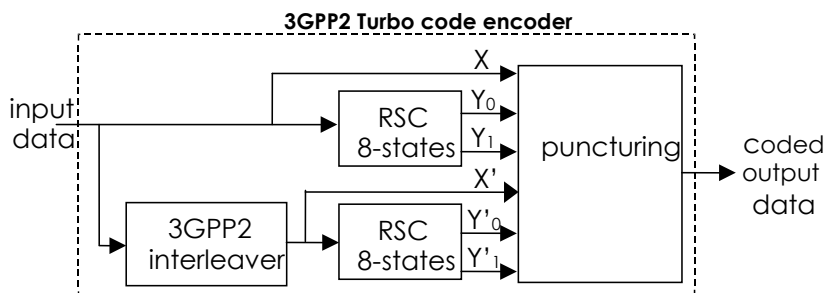 3GPP2 Turbo code encoder
input
data
X
RSC
8-states
Y0
Y1
X'
3GPP2
interleaver
RSC
8-states
Y'0
Y'1
puncturing
coded
output
data